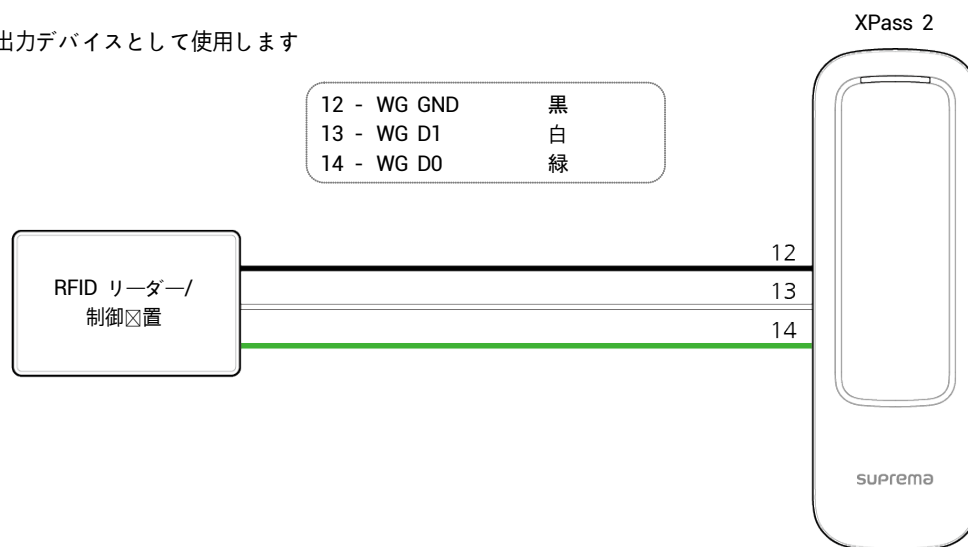 XPass 2
出力デバイスとして使用します
12 - WG GND 黒
13 - WG D1 白
14 - WG D0 緑
12
RFID リーダー/
制御置
13
14
suprema